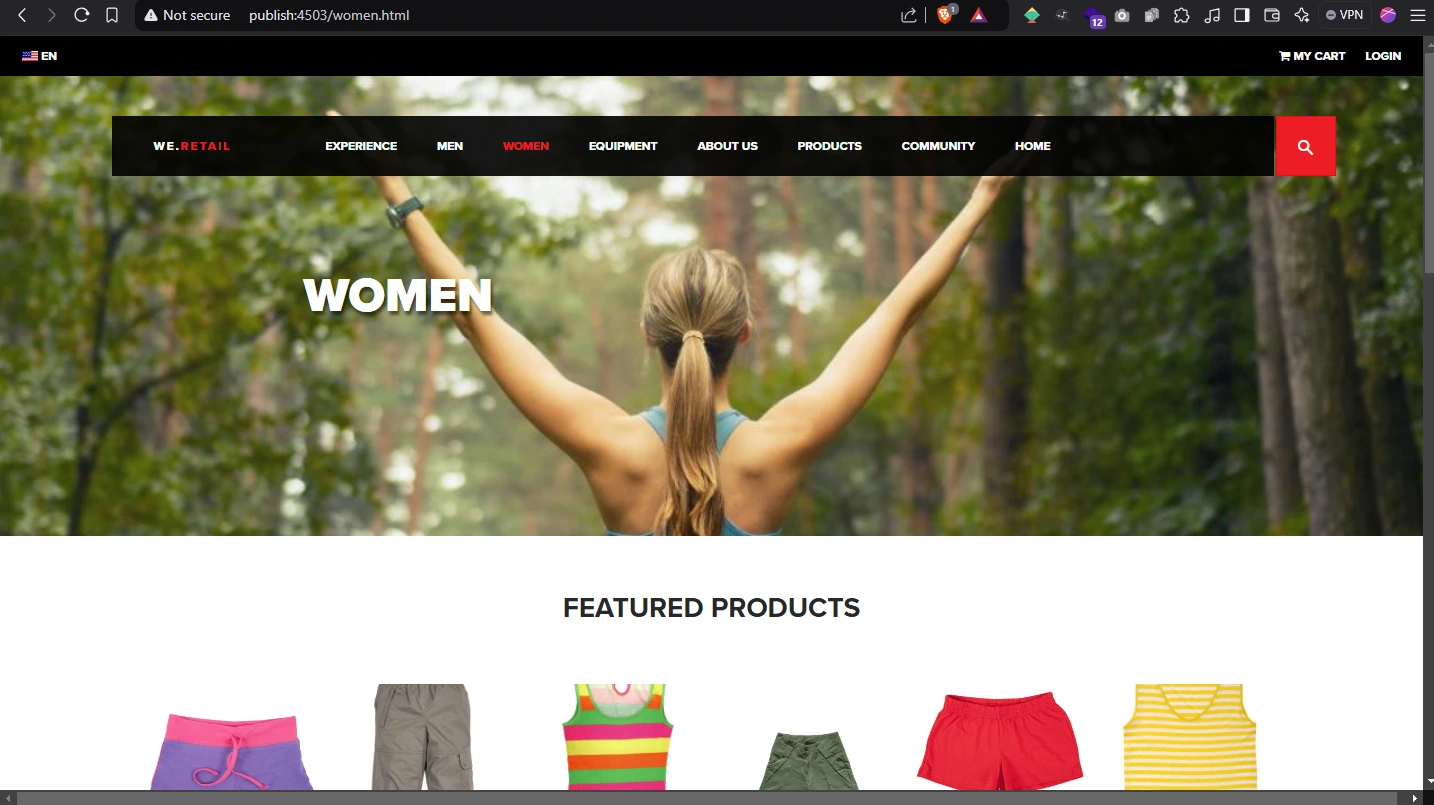 Not secure publish:4503/women.html 1 12 VPN
EN MY CART LOGIN
WE.RETAIL EXPERIENCE MEN WOMEN EQUIPMENT ABOUT US PRODUCTS COMMUNITY HOME
WOMEN
FEATURED PRODUCTS